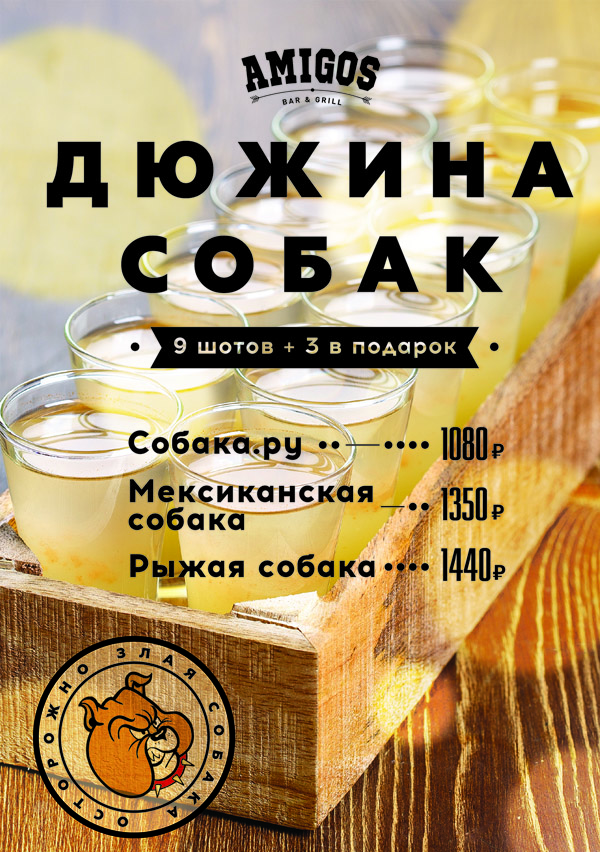 AMIGOS
BAR & GRILL
ДЮЖИНА
СОБАК
9 шотов + 3 в подарок
Собака.ру 1080 ₽
Мексиканская
собака 1350 ₽
Рыжая собака 1440 ₽
ОСТОРОЖНО ЗЛАЯ СОБАКА